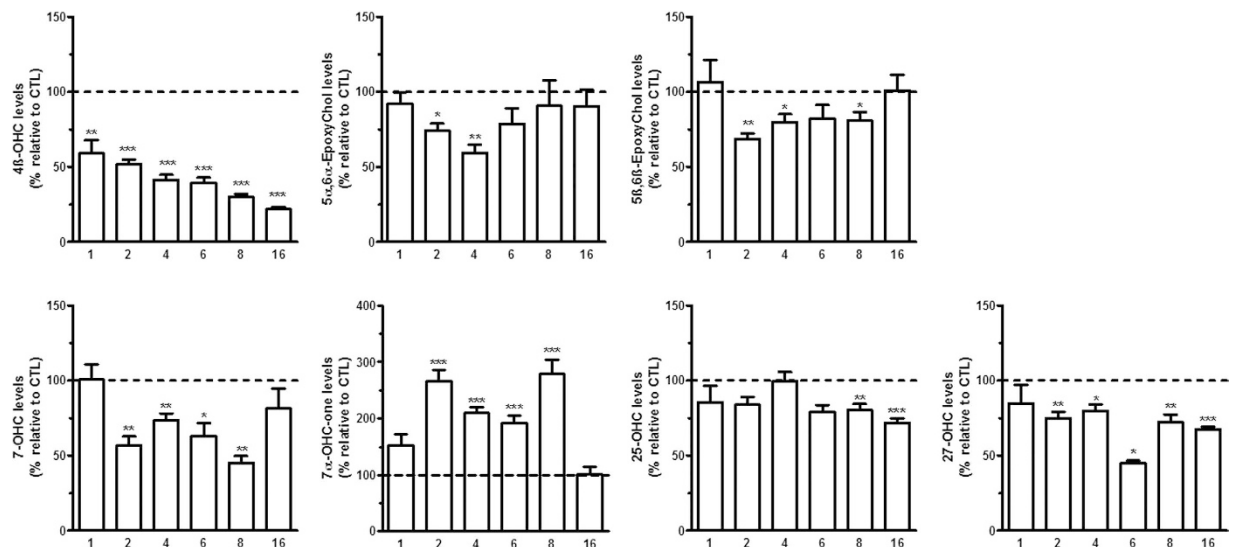 4ß-OHC levels
(% relative to CTL)
150
100
50
0
**
***
***
***
***
***
1 2 4 6 8 16
5α,6α-EpoxyChol levels
(% relative to CTL)
150
100
50
0
*
**
1 2 4 6 8 16
5ß,6ß-EpoxyChol levels
(% relative to CTL)
150
100
50
0
**
*
*
1 2 4 6 8 16
7-OHC levels
(% relative to CTL)
150
100
50
0
**
**
*
**
1 2 4 6 8 16
7α-OHC-one levels
(% relative to CTL)
400
300
200
100
0
***
***
***
***
1 2 4 6 8 16
25-OHC levels
(% relative to CTL)
150
100
50
0
**
***
1 2 4 6 8 16
27-OHC levels
(% relative to CTL)
150
100
50
0
**
*
*
**
***
1 2 4 6 8 16